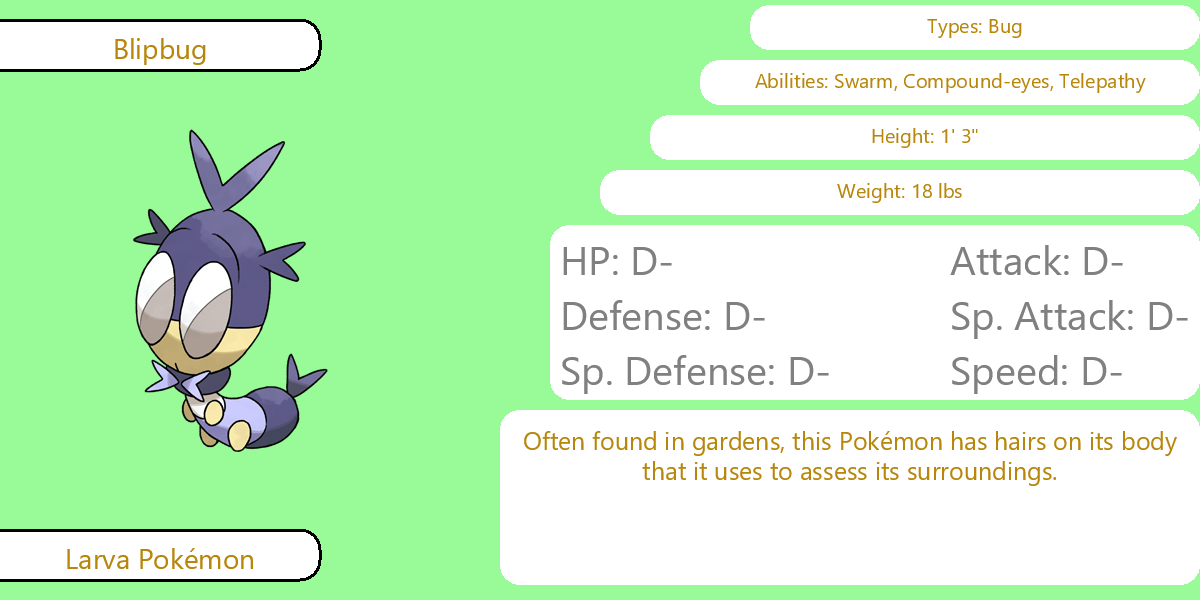 Blipbug
Types: Bug
Abilities: Swarm, Compound-eyes, Telepathy
Height: 1' 3"
Weight: 18 lbs
HP: D-
Attack: D-
Defense: D-
Sp. Attack: D-
Sp. Defense: D-
Speed: D-
Often found in gardens, this Pokémon has hairs on its body
that it uses to assess its surroundings.
Larva Pokémon